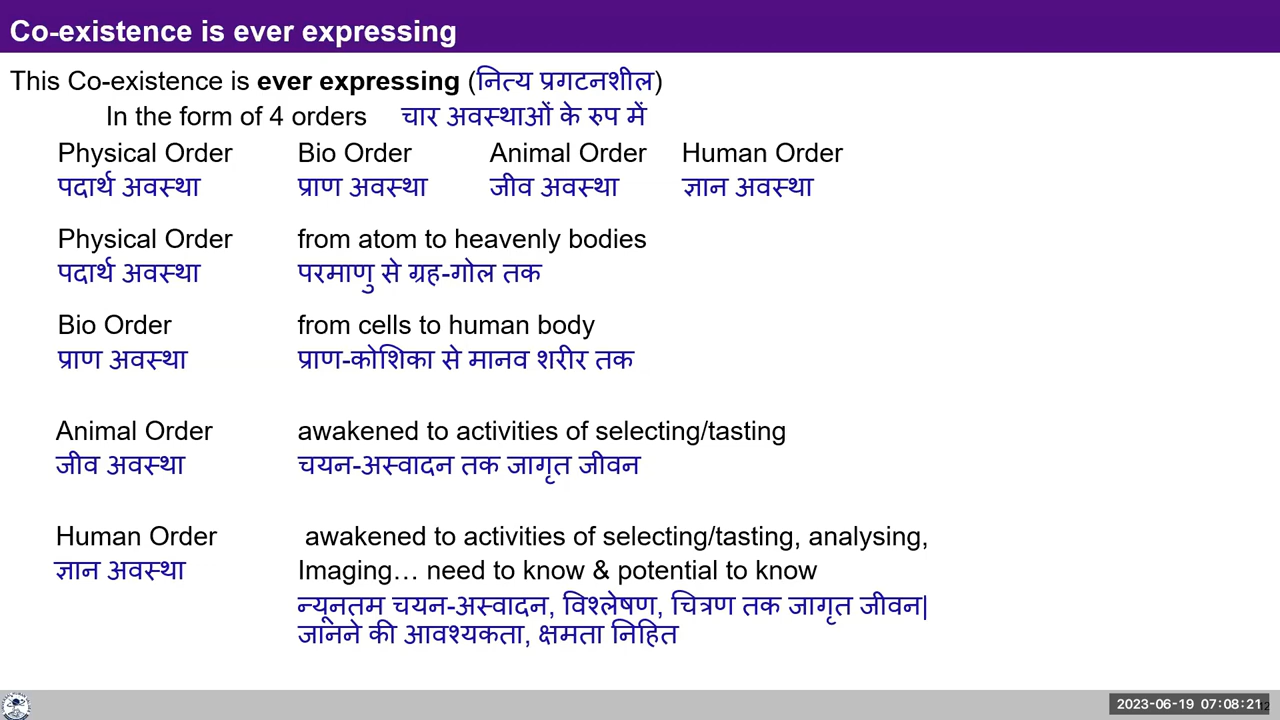 Co-existence is ever expressing
This Co-existence is ever expressing (नित्य प्रगटनशील)
In the form of 4 orders चार अवस्थाओं के रुप में
Physical Order Bio Order Animal Order Human Order
पदार्थ अवस्था प्राण अवस्था जीव अवस्था ज्ञान अवस्था
Physical Order from atom to heavenly bodies
पदार्थ अवस्था परमाणु से ग्रह-गोल तक
Bio Order from cells to human body
प्राण अवस्था प्राण-कोशिका से मानव शरीर तक
Animal Order awakened to activities of selecting/tasting
जीव अवस्था चयन-अस्वादन तक जागृत जीवन
Human Order awakened to activities of selecting/tasting, analysing,
ज्ञान अवस्था Imaging… need to know & potential to know
न्यूनतम चयन-अस्वादन, विश्लेषण, चित्रण तक जागृत जीवन|
जानने की आवश्यकता, क्षमता निहित
2023-06-19 07:08:21